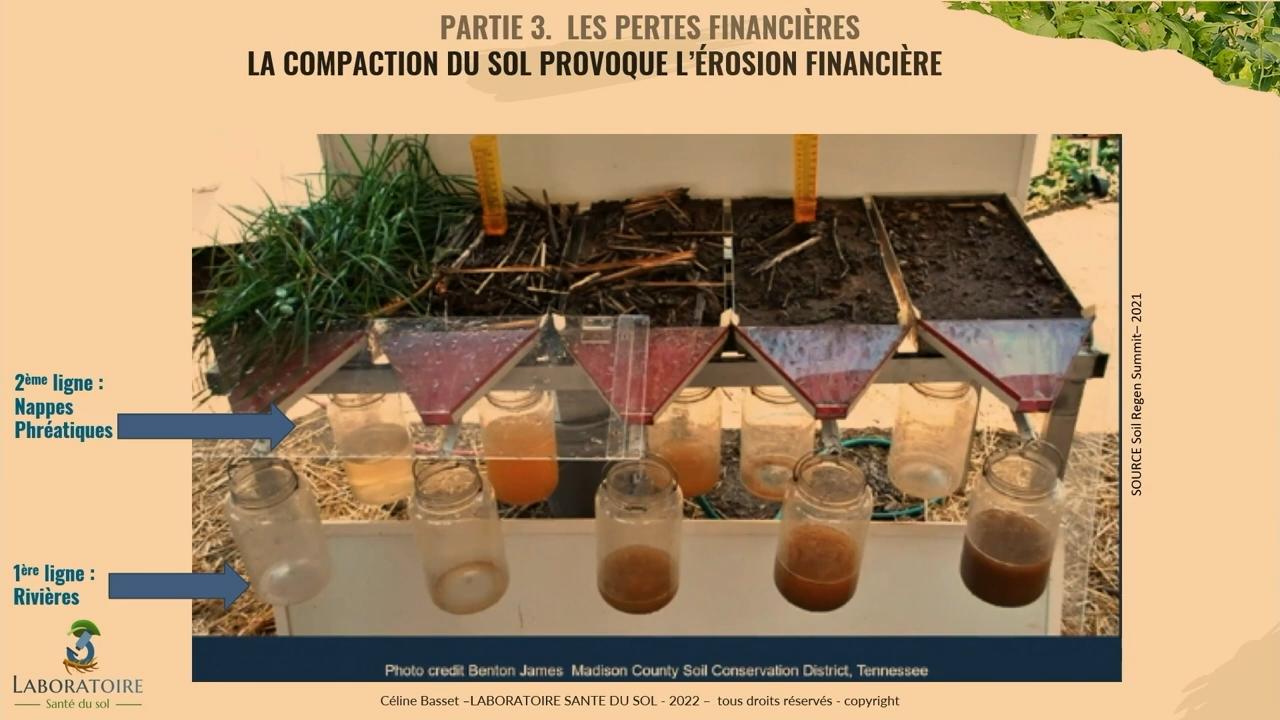 PARTIE 3. LES PERTES FINANCIÈRES
LA COMPACTION DU SOL PROVOQUE L’ÉROSION FINANCIÈRE
2ème ligne :
Nappes
Phréatiques
1ère ligne :
Rivières
SOURCE Soil Regen Summit– 2021
Photo credit Benton James Madison County Soil Conservation District, Tennessee
LABORATOIRE
Santé du sol
Céline Basset –LABORATOIRE SANTE DU SOL - 2022 – tous droits réservés - copyright